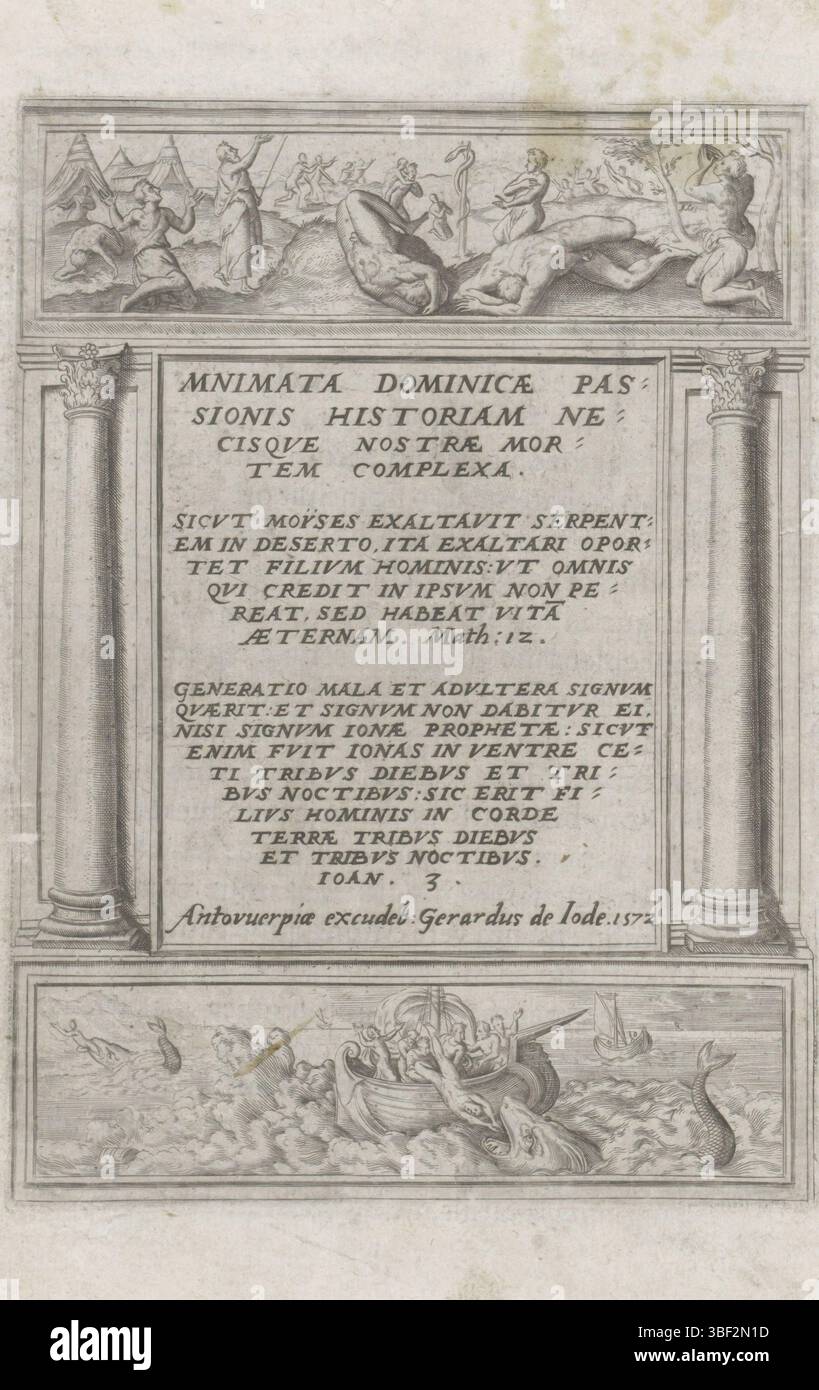 MNIMATA DOMINICÆ PAS:
SIONIS HISTORIAM NE:
CISQVE NOSTRÆ MOR:
TEM COMPLEXA.
SICVT MOŸSES EXALTAVIT SERPENT:
EM IN DESERTO, ITA EXALTARI OPOR:
TET FILIVM HOMINIS: VT OMNIS
QVI CREDIT IN IPSVM NON PE:
REAT, SED HABEAT VITĀ
ÆTERNAM. Math: 12.
GENERATIO MALA ET ADVLTERA SIGNVM
QVÆRIT: ET SIGNVM NON DABITVR EI,
NISI SIGNVM IONÆ PROPHETÆ: SICVT
ENIM FVIT IONAS IN VENTRE CE:
TI TRIBVS DIEBVS ET TRI:
BVS NOCTIBVS: SIC ERIT FI:
LIVS HOMINIS IN CORDE
TERRÆ TRIBVS DIEBVS
ET TRIBVS NOCTIBVS.
IOAN. 3.
Antovuerpiæ excudeb: Gerardus de Iode. 1572
alamy
Image ID: 3BF2N1D
www.alamy.com